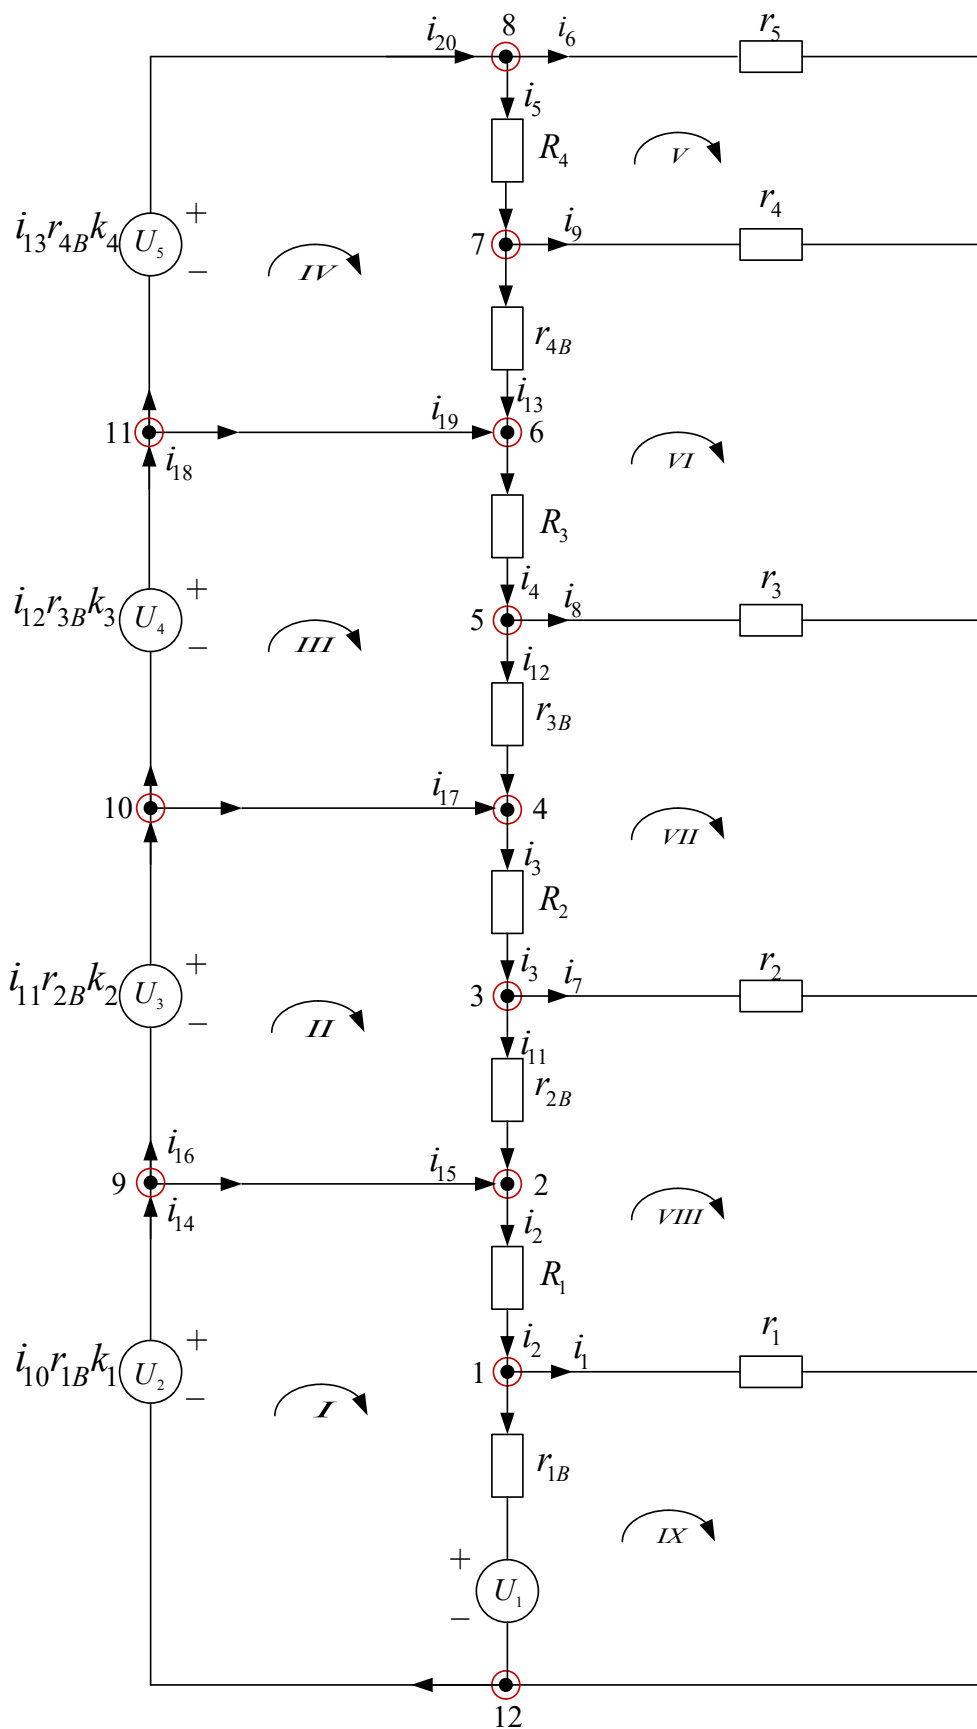 8
i20
i6
r5
i5
R4
V
i13r4Bk4
U5
+
−
IV
7
i9
r4
r4B
i13
11
i19
6
i18
VI
R3
i12r3Bk3
U4
+
−
III
i4
5
i8
r3
i12
r3B
10
i17
4
VII
i3
R2
i11r2Bk2
U3
+
−
II
i3
3
i7
r2
i11
r2B
i16
9
i15
2
i14
VIII
i2
R1
i10r1Bk1
U2
+
−
I
i2
1
i1
r1
r1B
IX
+
U1
−
12